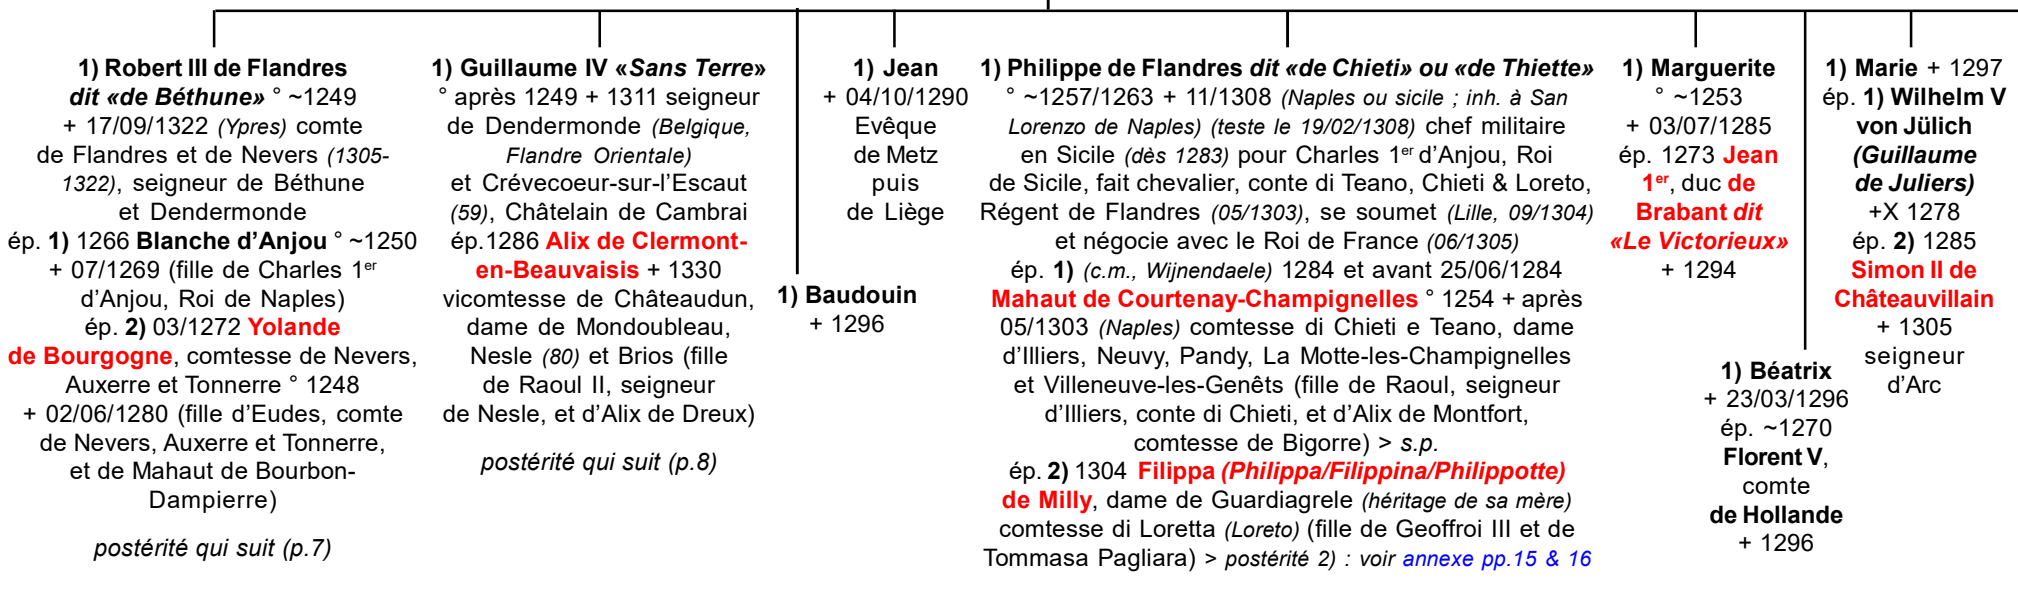 1) Robert III de Flandres
dit «de Béthune» ° ~1249
+ 17/09/1322 (Ypres) comte
de Flandres et de Nevers (1305-
1322), seigneur de Béthune
et Dendermonde
ép. 1) 1266 Blanche d'Anjou ° ~1250
+ 07/1269 (fille de Charles 1er
d'Anjou, Roi de Naples)
ép. 2) 03/1272 Yolande
de Bourgogne, comtesse de Nevers,
Auxerre et Tonnerre ° 1248
+ 02/06/1280 (fille d'Eudes, comte
de Nevers, Auxerre et Tonnerre,
et de Mahaut de Bourbon-
Dampierre)
postérité qui suit (p.7)
1) Guillaume IV «Sans Terre»
° après 1249 + 1311 seigneur
de Dendermonde (Belgique,
Flandre Orientale)
et Crévecoeur-sur-l'Escaut
(59), Châtelain de Cambrai
ép.1286 Alix de Clermont-
en-Beauvaisis + 1330
vicomtesse de Châteaudun,
dame de Mondoubleau,
Nesle (80) et Brios (fille
de Raoul II, seigneur
de Nesle, et d'Alix de Dreux)
postérité qui suit (p.8)
1) Baudouin
+ 1296
1) Jean
+ 04/10/1290
Evêque
de Metz
puis
de Liège
1) Philippe de Flandres dit «de Chieti» ou «de Thiette»
° ~1257/1263 + 11/1308 (Naples ou sicile ; inh. à San
Lorenzo de Naples) (teste le 19/02/1308) chef militaire
en Sicile (dès 1283) pour Charles 1er d'Anjou, Roi
de Sicile, fait chevalier, conte di Teano, Chieti & Loreto,
Régent de Flandres (05/1303), se soumet (Lille, 09/1304)
et négocie avec le Roi de France (06/1305)
ép. 1) (c.m., Wijnendaele) 1284 et avant 25/06/1284
Mahaut de Courtenay-Champignelles ° 1254 + après
05/1303 (Naples) comtesse di Chieti e Teano, dame
d'Illiers, Neuvy, Pandy, La Motte-les-Champignelles
et Villeneuve-les-Genêts (fille de Raoul, seigneur
d'Illiers, conte di Chieti, et d'Alix de Montfort,
comtesse de Bigorre) > s.p.
ép. 2) 1304 Filippa (Philippa/Filippina/Philippotte)
de Milly, dame de Guardiagrele (héritage de sa mère)
comtesse di Loretta (Loreto) (fille de Geoffroi III et de
Tommasa Pagliara) > postérité 2) : voir annexe pp.15 & 16
1) Marguerite
° ~1253
+ 03/07/1285
ép. 1273 Jean
1er, duc de
Brabant dit
«Le Victorieux»
+ 1294
1) Béatrix
+ 23/03/1296
ép. ~1270
Florent V,
comte
de Hollande
+ 1296
1) Marie + 1297
ép. 1) Wilhelm V
von Jülich
(Guillaume
de Juliers)
+X 1278
ép. 2) 1285
Simon II de
Châteauvillain
+ 1305
seigneur
d'Arc